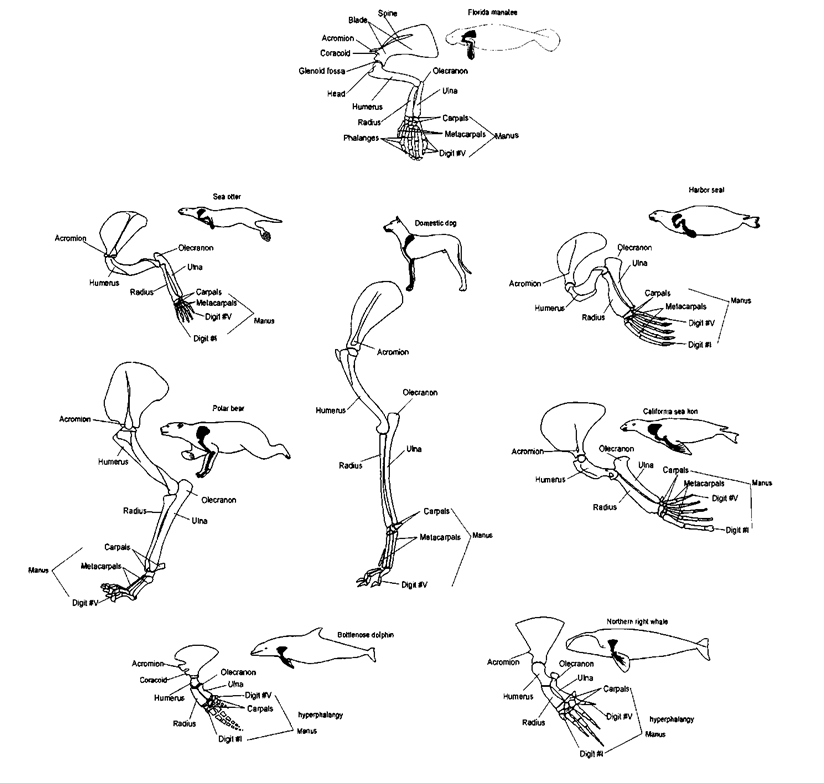 Florida manatee
Spine
Blade
Acromion
Coracoid
Glenoid fossa
Head
Humerus
Radius
Phalanges
Olecranon
Ulna
Carpals
Metacarpals
Manus
Digit #V
Sea otter
Acromion
Humerus
Radius
Olecranon
Ulna
Carpals
Metacarpals
Digit #V
Manus
Digit #I
Domestic dog
Acromion
Humerus
Olecranon
Radius
Ulna
Carpals
Metacarpals
Manus
Digit #V
Harbor seal
Olecranon
Ulna
Acromion
Humerus
Radius
Carpals
Metacarpals
Manus
Digit #V
Digit #I
Polar bear
Acromion
Humerus
Olecranon
Radius
Ulna
Carpals
Metacarpals
Manus
Digit #V
California sea lion
Acromion
Olecranon
Humerus
Ulna
Radius
Carpals
Metacarpals
Manus
Digit #V
Digit #I
Bottlenose dolphin
Acromion
Coracoid
Humerus
Radius
Olecranon
Ulna
Digit #V
Carpals
hyperphalangy
Manus
Digit #I
Northern right whale
Acromion
Olecranon
Ulna
Humerus
Carpals
Radius
Digit #V
hyperphalangy
Manus
Digit #I